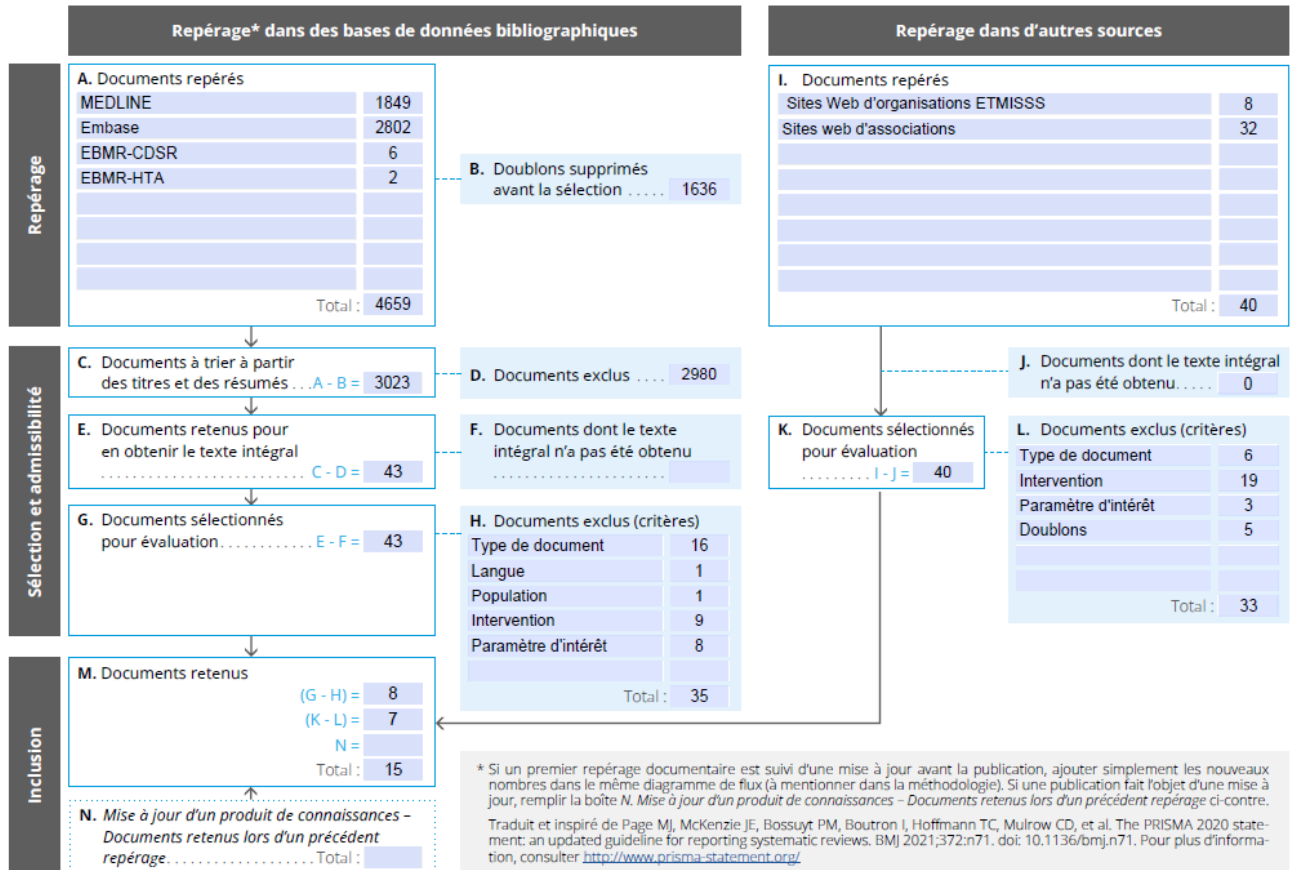 Repérage* dans des bases de données bibliographiques
Repérage dans d'autres sources
Repérage
A. Documents repérés
MEDLINE 1849
Embase 2802
EBMR-CDSR 6
EBMR-HTA 2
Total : 4659
B. Doublons supprimés
avant la sélection ..... 1636
I. Documents repérés
Sites Web d'organisations ETMISSS 8
Sites web d'associations 32
Total : 40
Sélection et admissibilité
C. Documents à trier à partir
des titres et des résumés ...A - B = 3023
D. Documents exclus .... 2980
J. Documents dont le texte intégral
n'a pas été obtenu..... 0
E. Documents retenus pour
en obtenir le texte intégral
.......................... C - D = 43
F. Documents dont le texte
intégral n'a pas été obtenu
......................
K. Documents sélectionnés
pour évaluation
......... I - J = 40
L. Documents exclus (critères)
Type de document 6
Intervention 19
Paramètre d'intérêt 3
Doublons 5
Total : 33
G. Documents sélectionnés
pour évaluation............ E - F = 43
H. Documents exclus (critères)
Type de document 16
Langue 1
Population 1
Intervention 9
Paramètre d'intérêt 8
Total : 35
Inclusion
M. Documents retenus
(G - H) = 8
(K - L) = 7
N =
Total : 15
N. Mise à jour d'un produit de connaissances –
Documents retenus lors d'un précédent
repérage...................Total :
* Si un premier repérage documentaire est suivi d'une mise à jour avant la publication, ajouter simplement les nouveaux
nombres dans le même diagramme de flux (à mentionner dans la méthodologie). Si une publication fait l'objet d'une mise à
jour, remplir la boîte N. Mise à jour d'un produit de connaissances – Documents retenus lors d'un précédent repérage ci-contre.
Traduit et inspiré de Page MJ, McKenzie JE, Bossuyt PM, Boutron I, Hoffmann TC, Mulrow CD, et al. The PRISMA 2020 state-
ment: an updated guideline for reporting systematic reviews. BMJ 2021;372:n71. doi: 10.1136/bmj.n71. Pour plus d'informa-
tion, consulter http://www.prisma-statement.org/